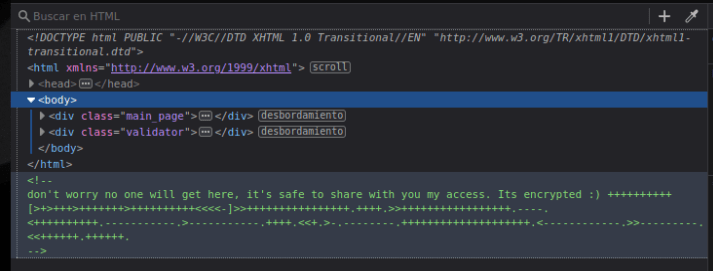 Buscar en HTML
<!DOCTYPE html PUBLIC "-//W3C//DTD XHTML 1.0 Transitional//EN" "http://www.w3.org/TR/xhtml1/DTD/xhtml1-
transitional.dtd">
<html xmlns="http://www.w3.org/1999/xhtml"> scroll
<head> ••• </head>
<body>
<div class="main_page"> ••• </div> desbordamiento
<div class="validator"> ••• </div> desbordamiento
</body>
</html>
<!--
don't worry no one will get here, it's safe to share with you my access. Its encrypted :) ++++++++++
[>+>+++>+++++++>++++++++++<<<<-]>>++++++++++++++++.++++.>>+++++++++++++++++.----.
<++++++++++.-----------.>-----------.++++.<<+.>-.--------.++++++++++++++++++++.<------------.>>---------.
<<++++++.++++++.
-->